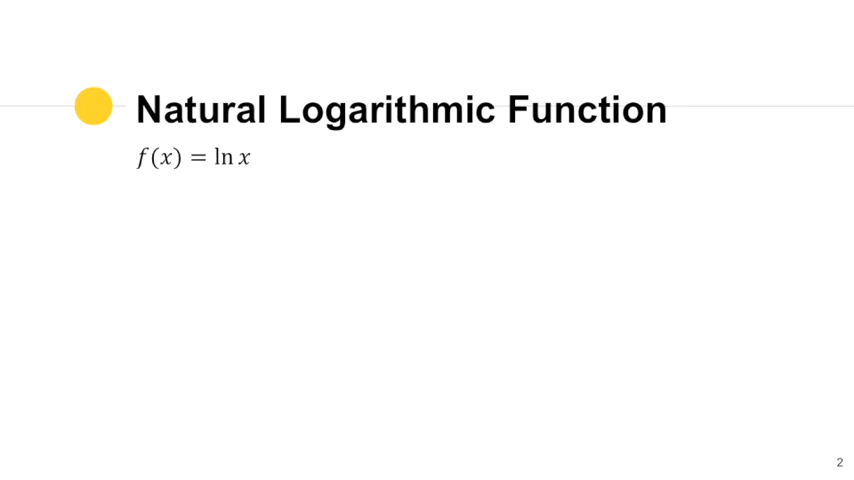 Natural Logarithmic Function
f(x) = ln x
2